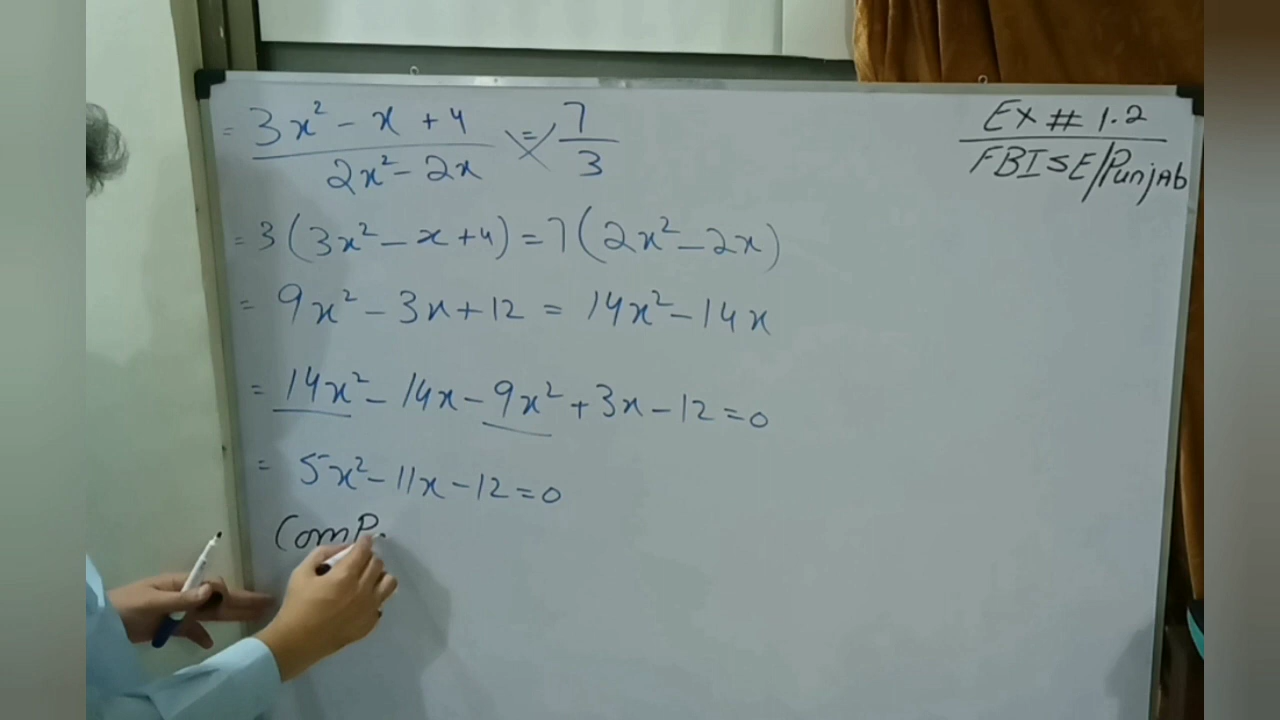 = 3x² - x + 4 / 2x² - 2x = 7 / 3
Ex # 1.2
FBISE/Punjab
= 3(3x² - x + 4) = 7(2x² - 2x)
= 9x² - 3x + 12 = 14x² - 14x
= 14x² - 14x - 9x² + 3x - 12 = 0
= 5x² - 11x - 12 = 0
Comp